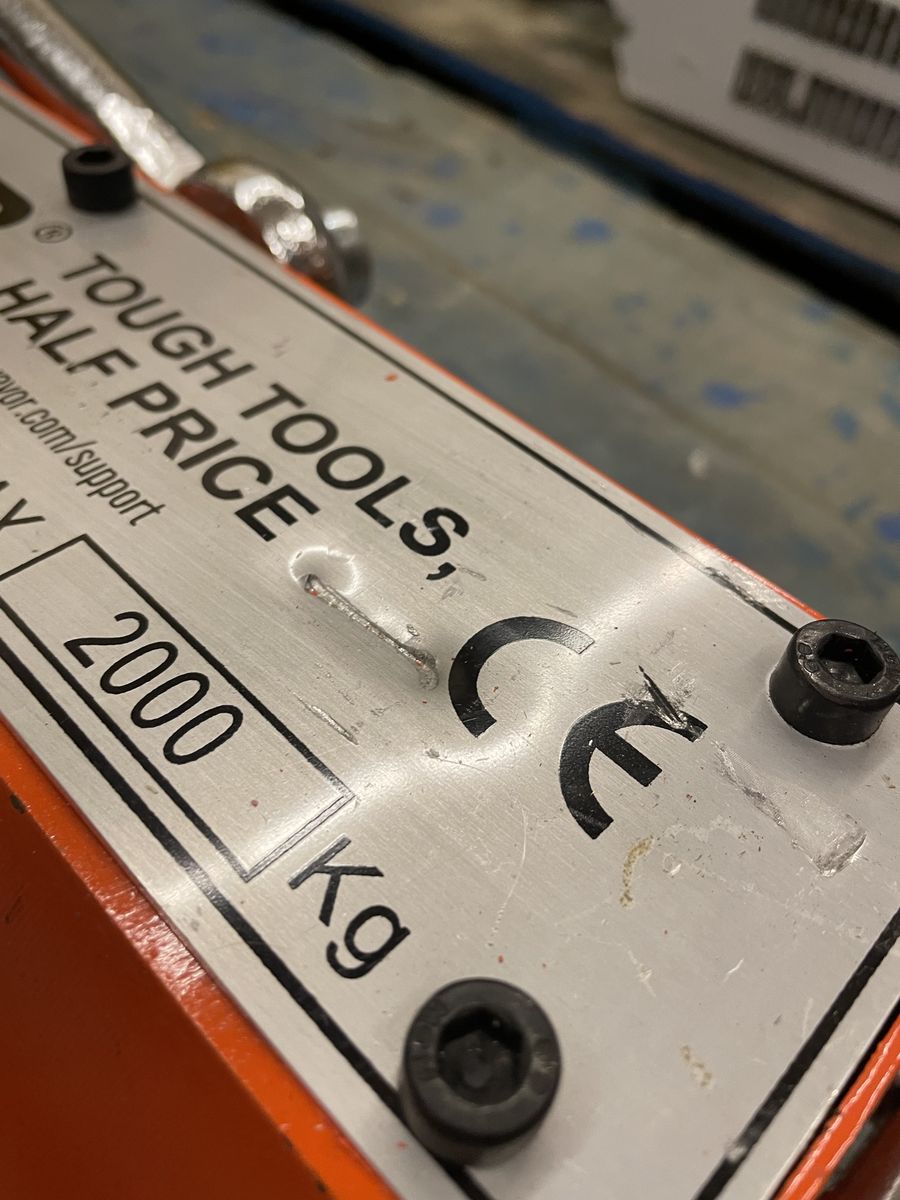 ®
TOUGH TOOLS,
HALF PRICE
vevor.com/support
2000
Kg
CE